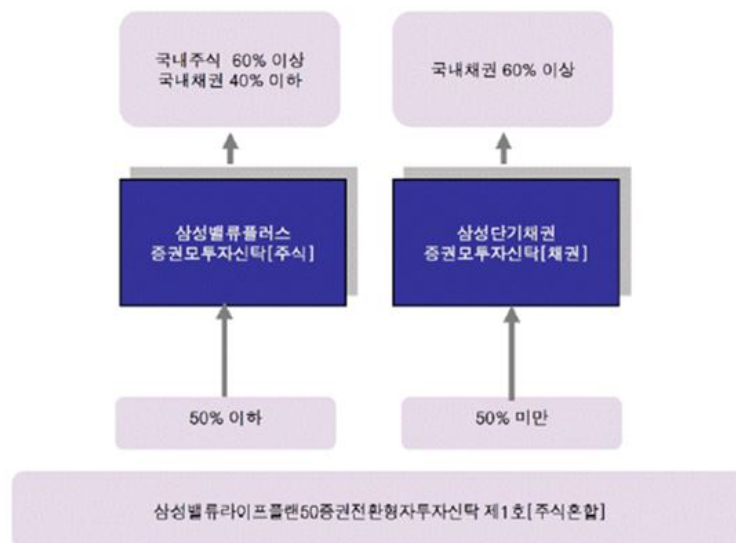 국내주식 60% 이상
국내채권 40% 이하
국내채권 60% 이상
삼성밸류플러스
증권모투자신탁[주식]
삼성단기채권
증권모투자신탁[채권]
50% 이하
50% 미만
삼성밸류라이프플랜50증권전환형자투자신탁 제1호[주식혼합]